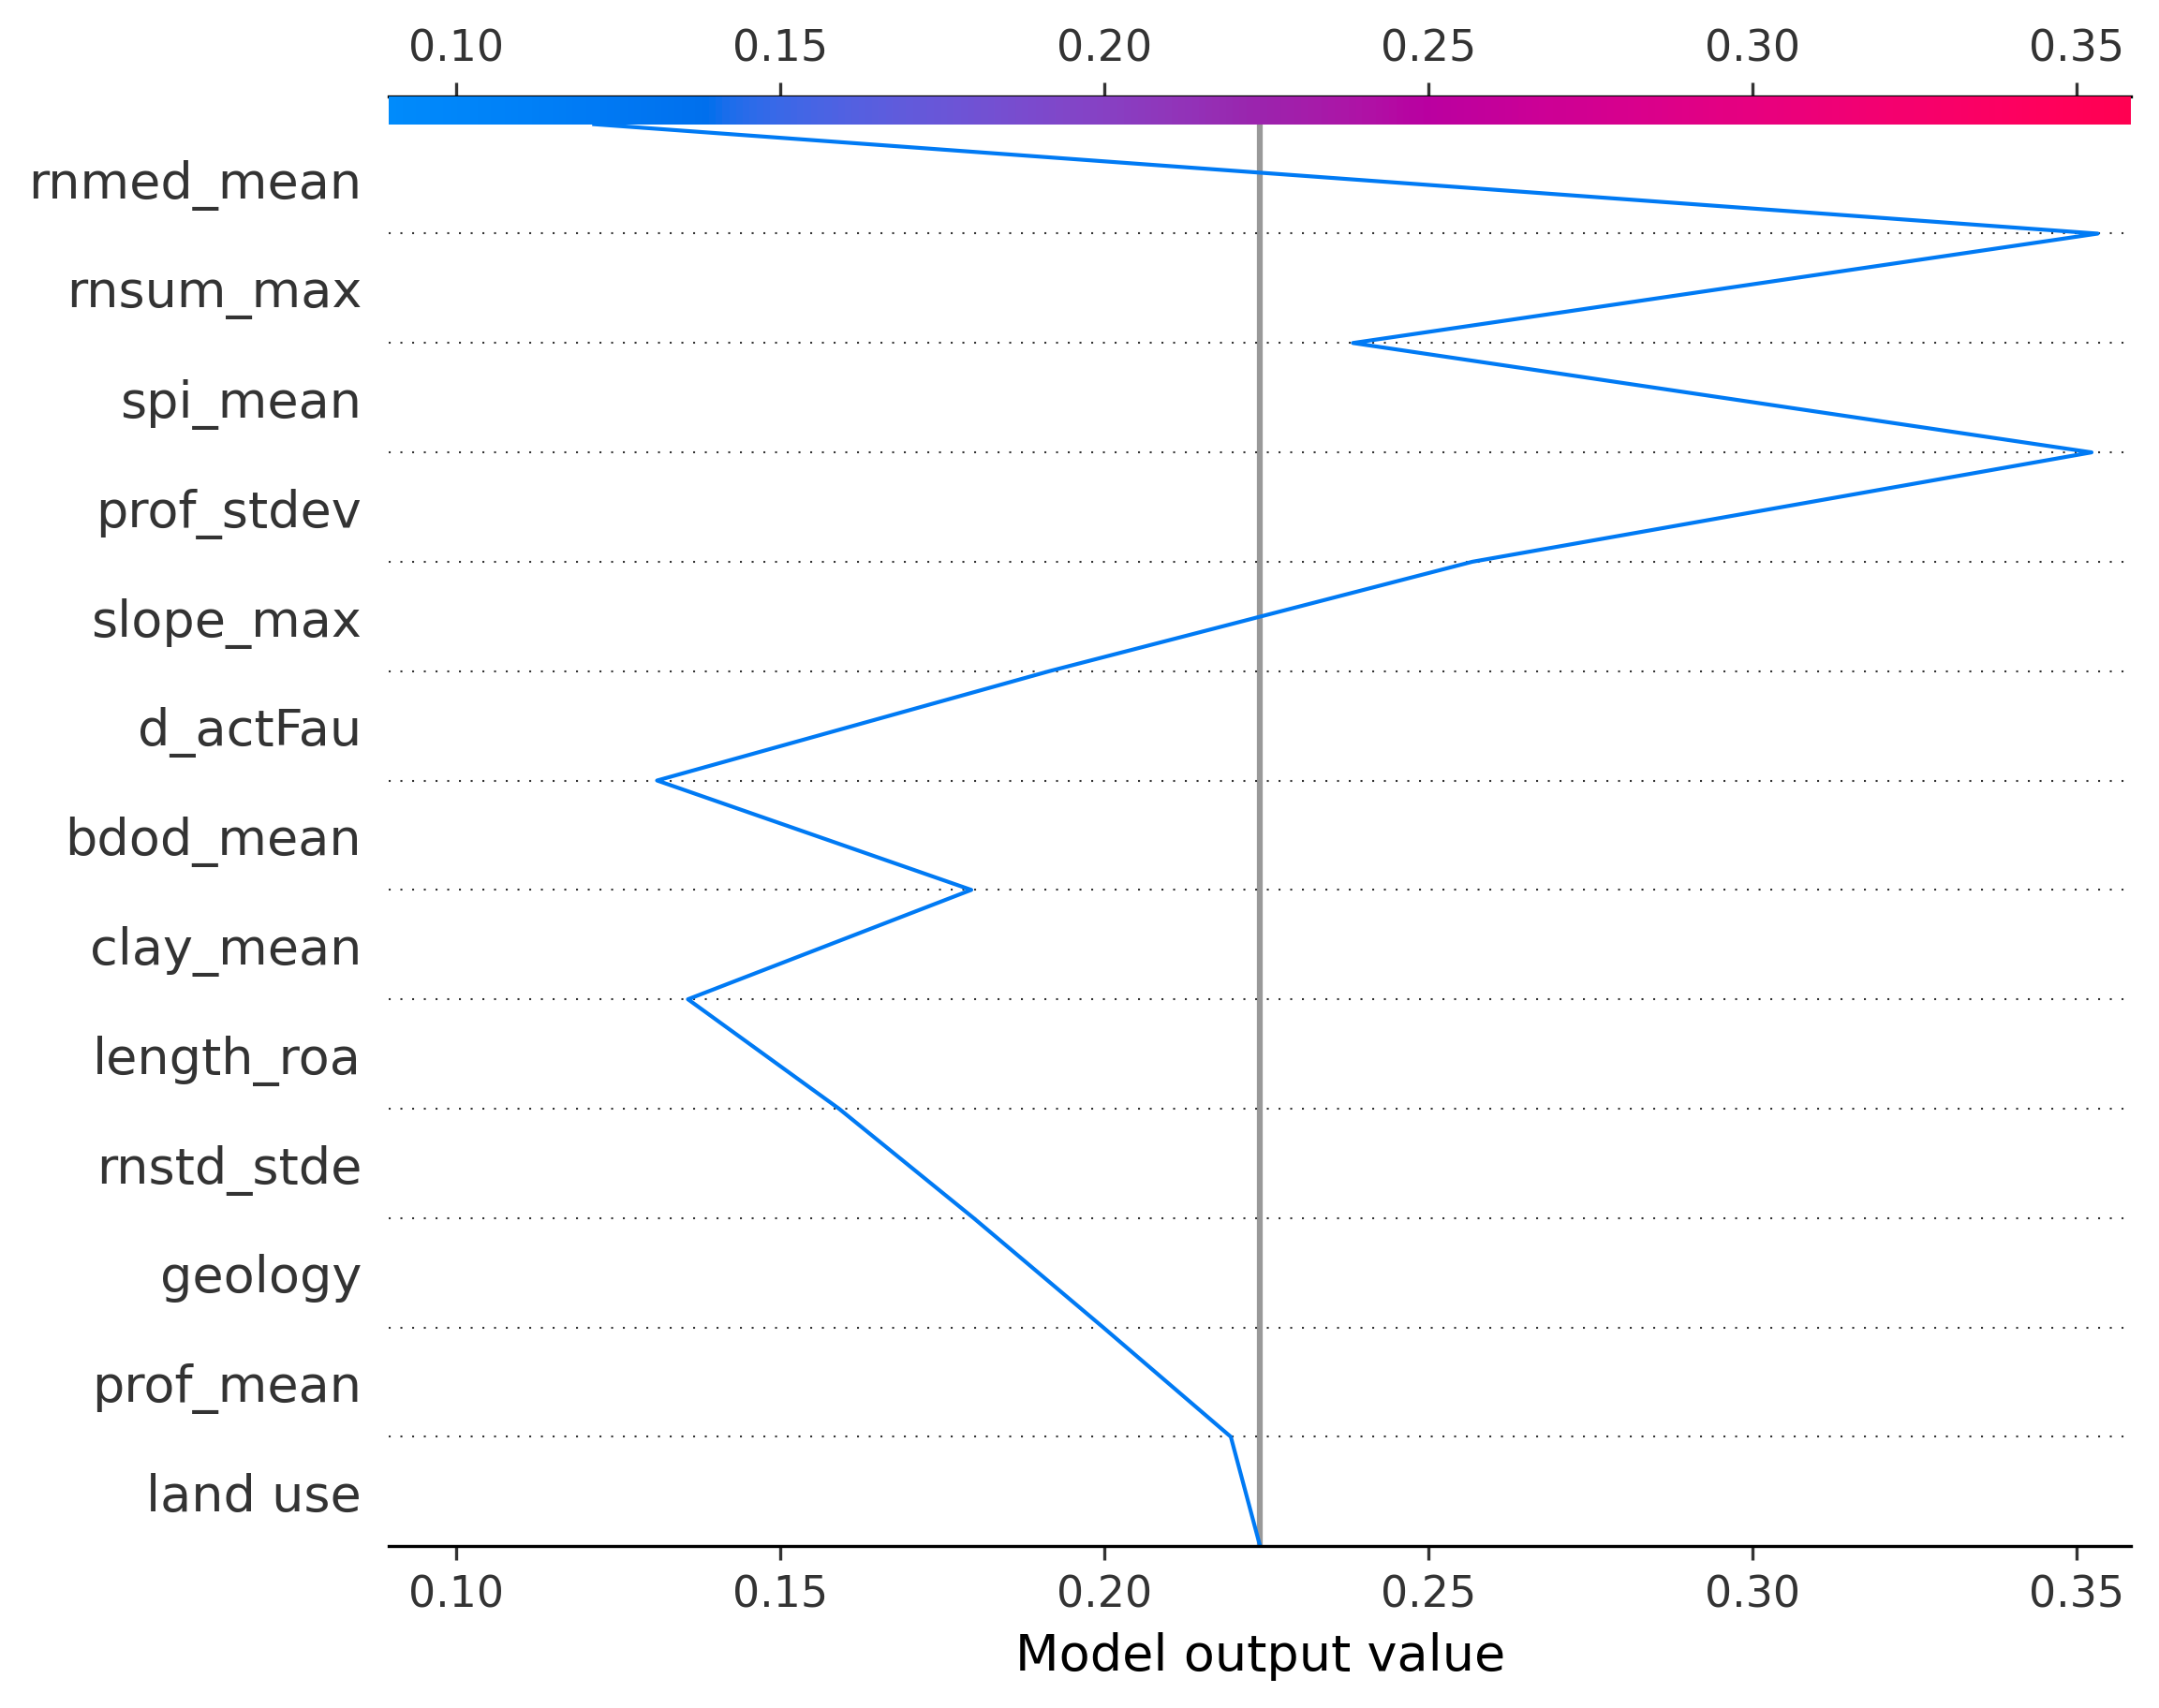 0.10 0.15 0.20 0.25 0.30 0.35
rnmed_mean
rnsum_max
spi_mean
prof_stdev
slope_max
d_actFau
bdod_mean
clay_mean
length_roa
rnstd_stde
geology
prof_mean
land use
0.10 0.15 0.20 0.25 0.30 0.35
Model output value